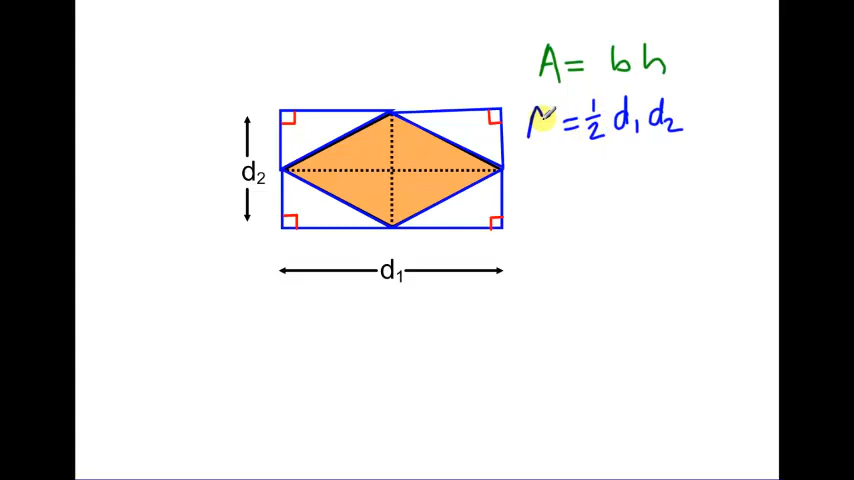 A = b h
= 1/2 d₁ d₂
d₂
d₁